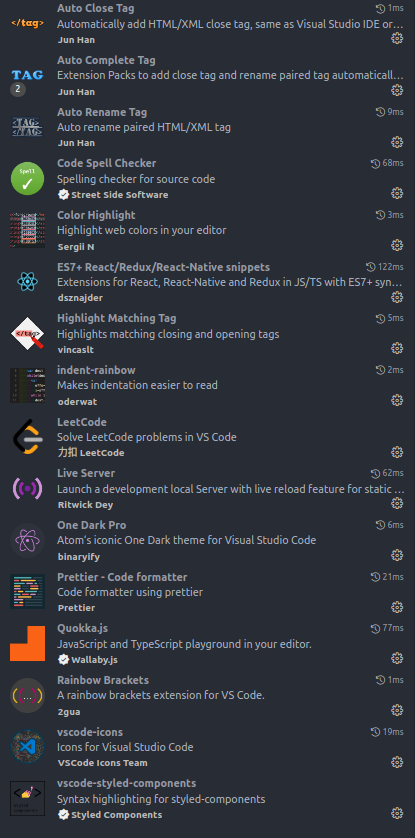 Auto Close Tag 1ms
Automatically add HTML/XML close tag, same as Visual Studio IDE or...
Jun Han
Auto Complete Tag
Extension Packs to add close tag and rename paired tag automaticall...
Jun Han
TAG
2
Auto Rename Tag 9ms
Auto rename paired HTML/XML tag
Jun Han
Code Spell Checker 68ms
Spelling checker for source code
Street Side Software
Color Highlight 3ms
Highlight web colors in your editor
Sergii N
ES7+ React/Redux/React-Native snippets 122ms
Extensions for React, React-Native and Redux in JS/TS with ES7+ syn...
dsznajder
Highlight Matching Tag 5ms
Highlights matching closing and opening tags
vincaslt
indent-rainbow 2ms
Makes indentation easier to read
oderwat
LeetCode
Solve LeetCode problems in VS Code
力扣 LeetCode
Live Server 62ms
Launch a development local Server with live reload feature for static ...
Ritwick Dey
One Dark Pro 6ms
Atom's iconic One Dark theme for Visual Studio Code
binaryify
Prettier - Code formatter 21ms
Code formatter using prettier
Prettier
Quokka.js 77ms
JavaScript and TypeScript playground in your editor.
Wallaby.js
Rainbow Brackets 1ms
A rainbow brackets extension for VS Code.
2gua
vscode-icons 19ms
Icons for Visual Studio Code
VSCode Icons Team
vscode-styled-components
Syntax highlighting for styled-components
Styled Components